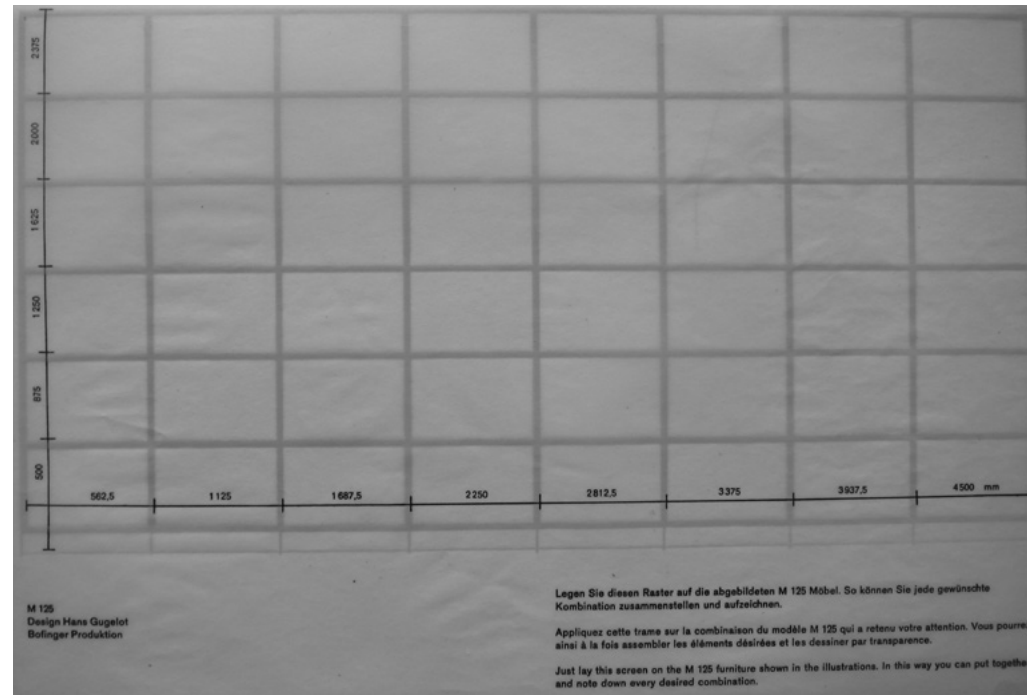 2375
2000
1625
1250
875
500
562,5 1125 1687,5 2250 2812,5 3375 3937,5 4500 mm
M 125
Design Hans Gugelot
Bofinger Produktion
Legen Sie diesen Raster auf die abgebildeten M 125 Möbel. So können Sie jede gewünschte
Kombination zusammenstellen und aufzeichnen.
Appliquez cette trame sur la combinaison du modèle M 125 qui a retenu votre attention. Vous pourre
ainsi à la fois assembler les éléments désirées et les dessiner par transparence.
Just lay this screen on the M 125 furniture shown in the illustrations. In this way you can put togethe
and note down every desired combination.